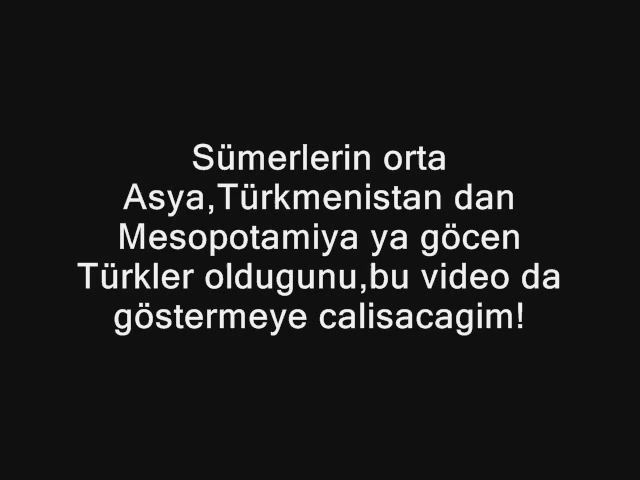 Sümerlerin orta
Asya,Türkmenistan dan
Mesopotamiya ya göcen
Türkler oldugunu,bu video da
göstermeye calisacagim!